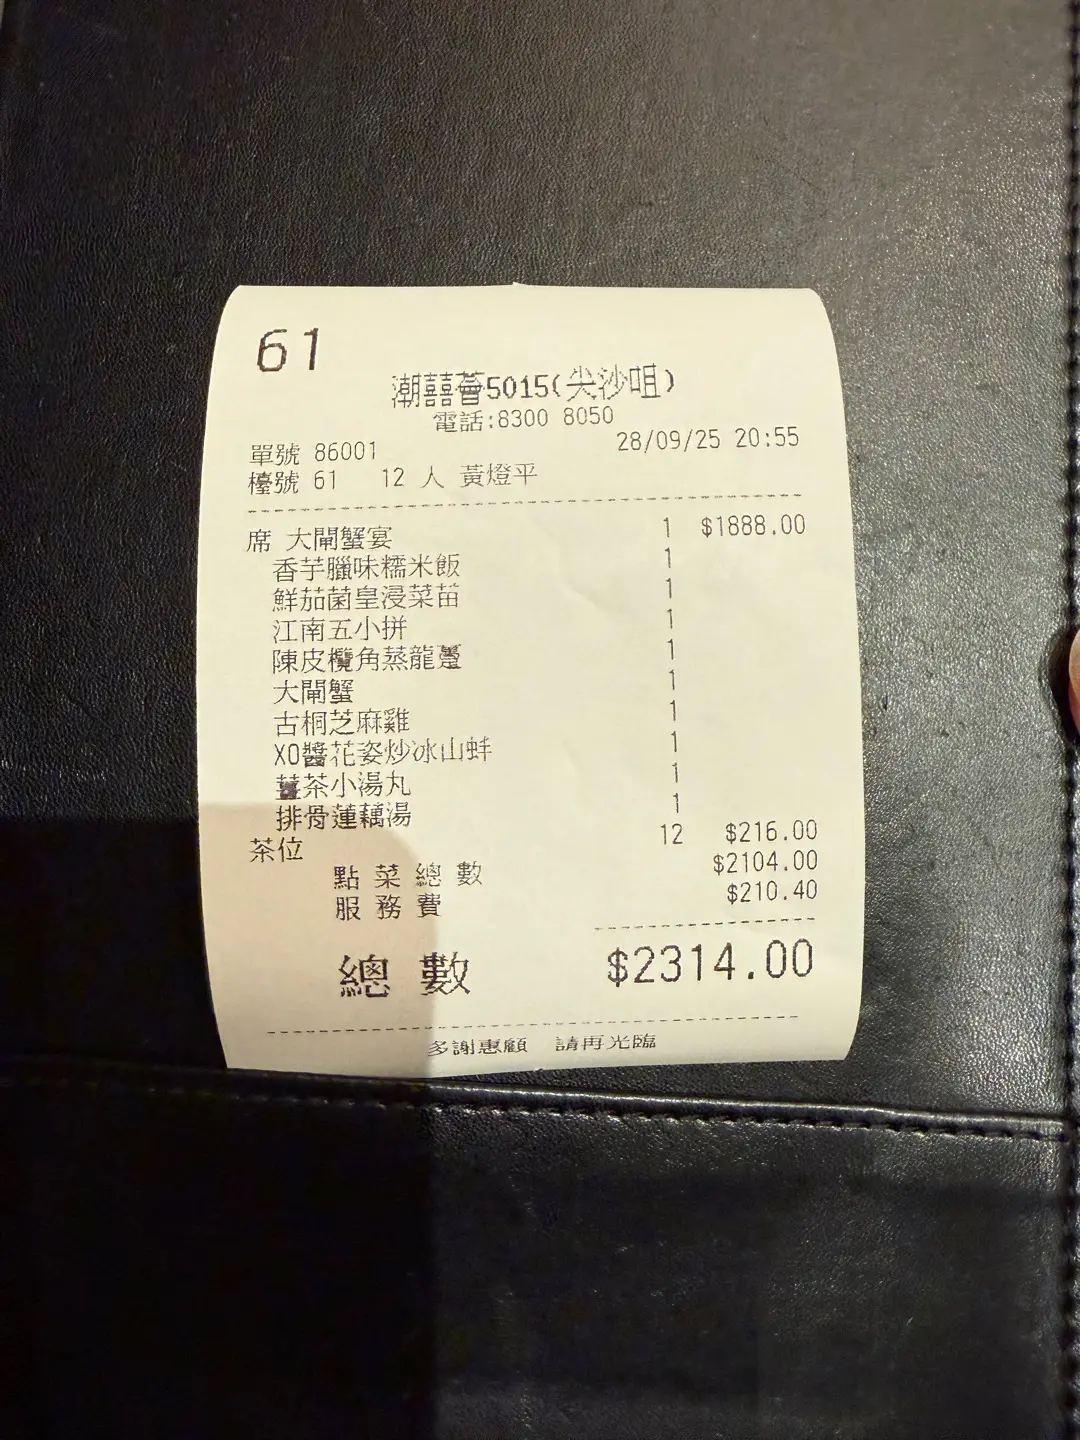 61
潮囍薈5015(尖沙咀)
電話:8300 8050
單號 86001 28/09/25 20:55
檯號 61 12 人 黃燈平
席 大閘蟹宴 1 $1888.00
香芋臘味糯米飯 1
鮮茄菌皇浸菜苗 1
江南五小拼 1
陳皮欖角蒸龍躉 1
大閘蟹 1
古桐芝麻雞 1
XO醬花姿炒冰山蚌 1
薑茶小湯丸 1
排骨蓮藕湯 1
茶位 12 $216.00
點菜總數 $2104.00
服務費 $210.40
總數 $2314.00
多謝惠顧 請再光臨